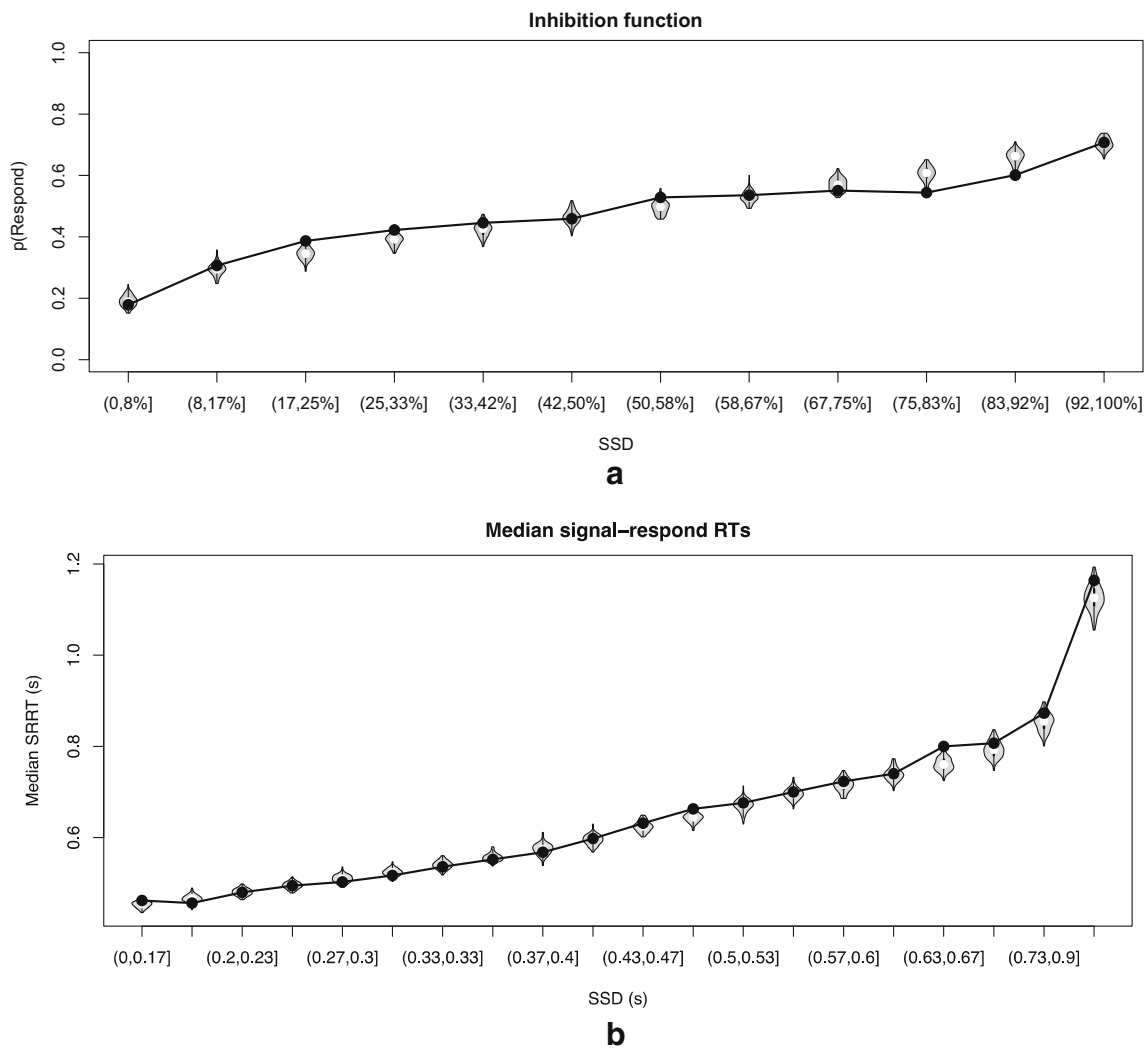 Inhibition function
p(Respond)
1.0
0.8
0.6
0.4
0.2
0.0
(0,8%] (8,17%] (17,25%] (25,33%] (33,42%] (42,50%] (50,58%] (58,67%] (67,75%] (75,83%] (83,92%] (92,100%]
SSD
a
Median signal–respond RTs
Median SRRT (s)
1.2
1.0
0.8
0.6
(0,0.17] (0.2,0.23] (0.27,0.3] (0.33,0.33] (0.37,0.4] (0.43,0.47] (0.5,0.53] (0.57,0.6] (0.63,0.67] (0.73,0.9]
SSD (s)
b